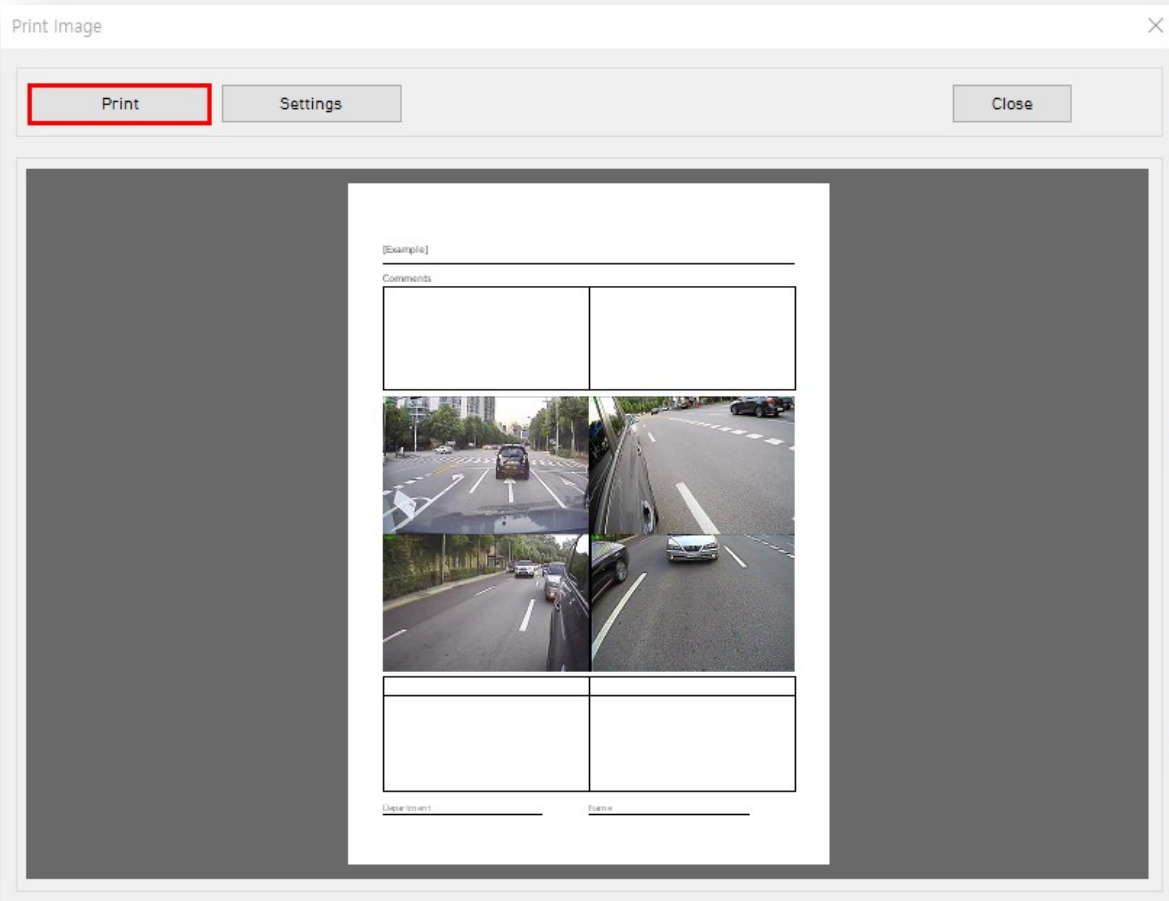 Print Image
Print
Settings
Close
[Example]
Comments
Department
Name